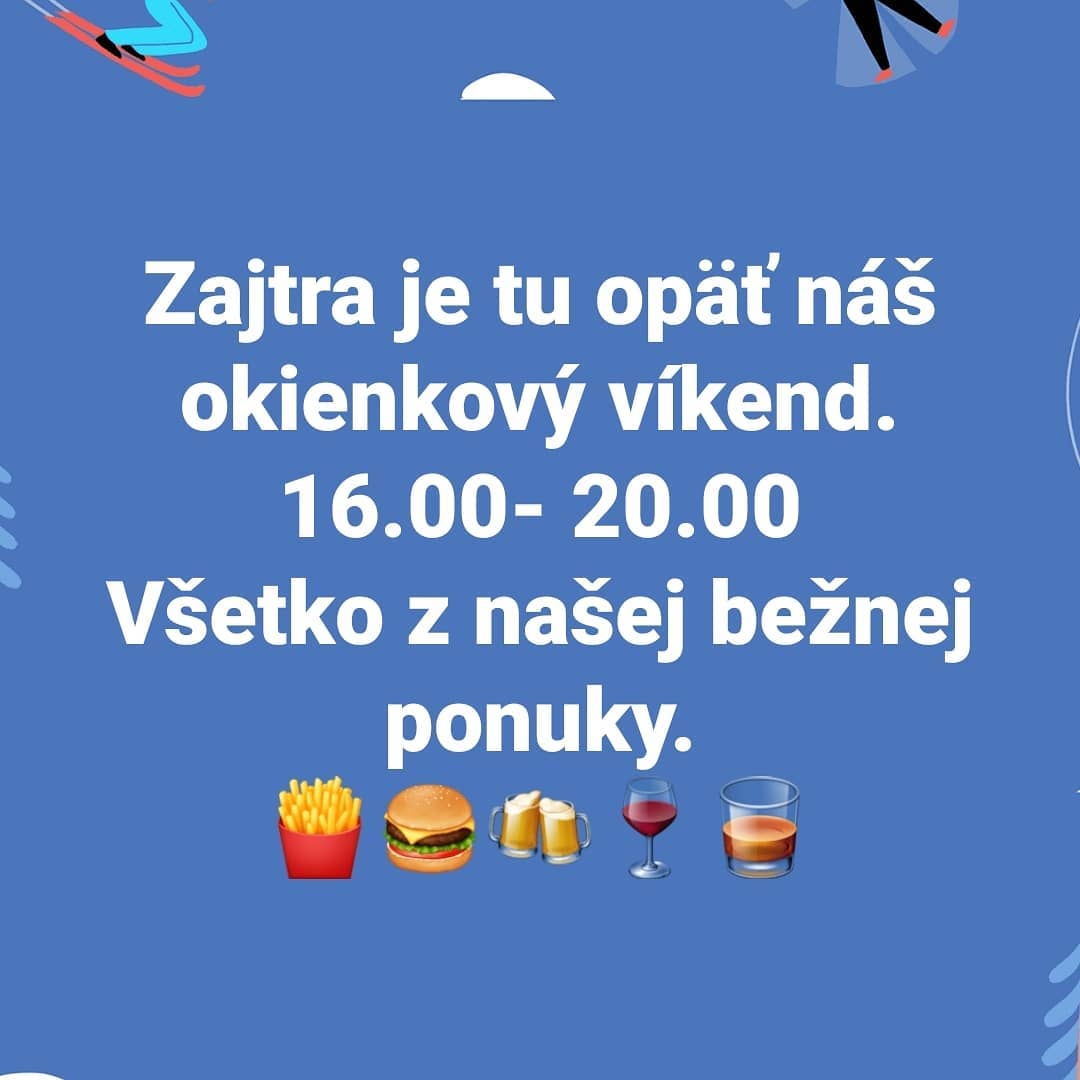 Zajtra je tu opäť náš
okienkový víkend.
16.00- 20.00
Všetko z našej bežnej
ponuky.
🍟🍔🍻🍷🥃